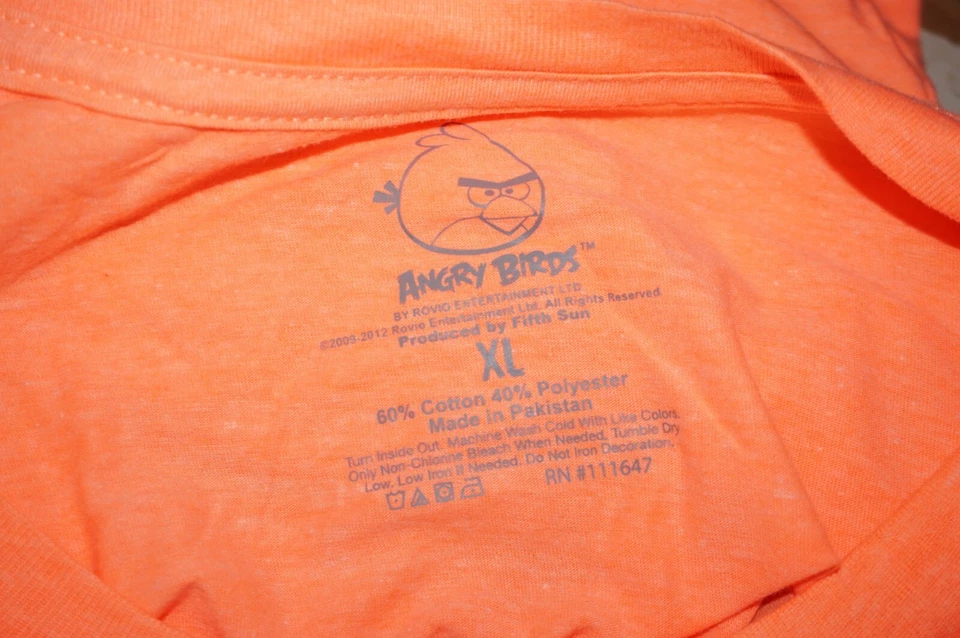 ANGRY BIRDS™
BY ROVIO ENTERTAINMENT LTD
©2009-2012 Rovio Entertainment Ltd. All Rights Reserved
Produced by Fifth Sun
XL
60% Cotton 40% Polyester
Made in Pakistan
Turn Inside Out. Machine Wash Cold With Like Colors.
Only Non-Chlorine Bleach When Needed, Tumble Dry
Low. Low Iron If Needed. Do Not Iron Decoration.
RN #111647